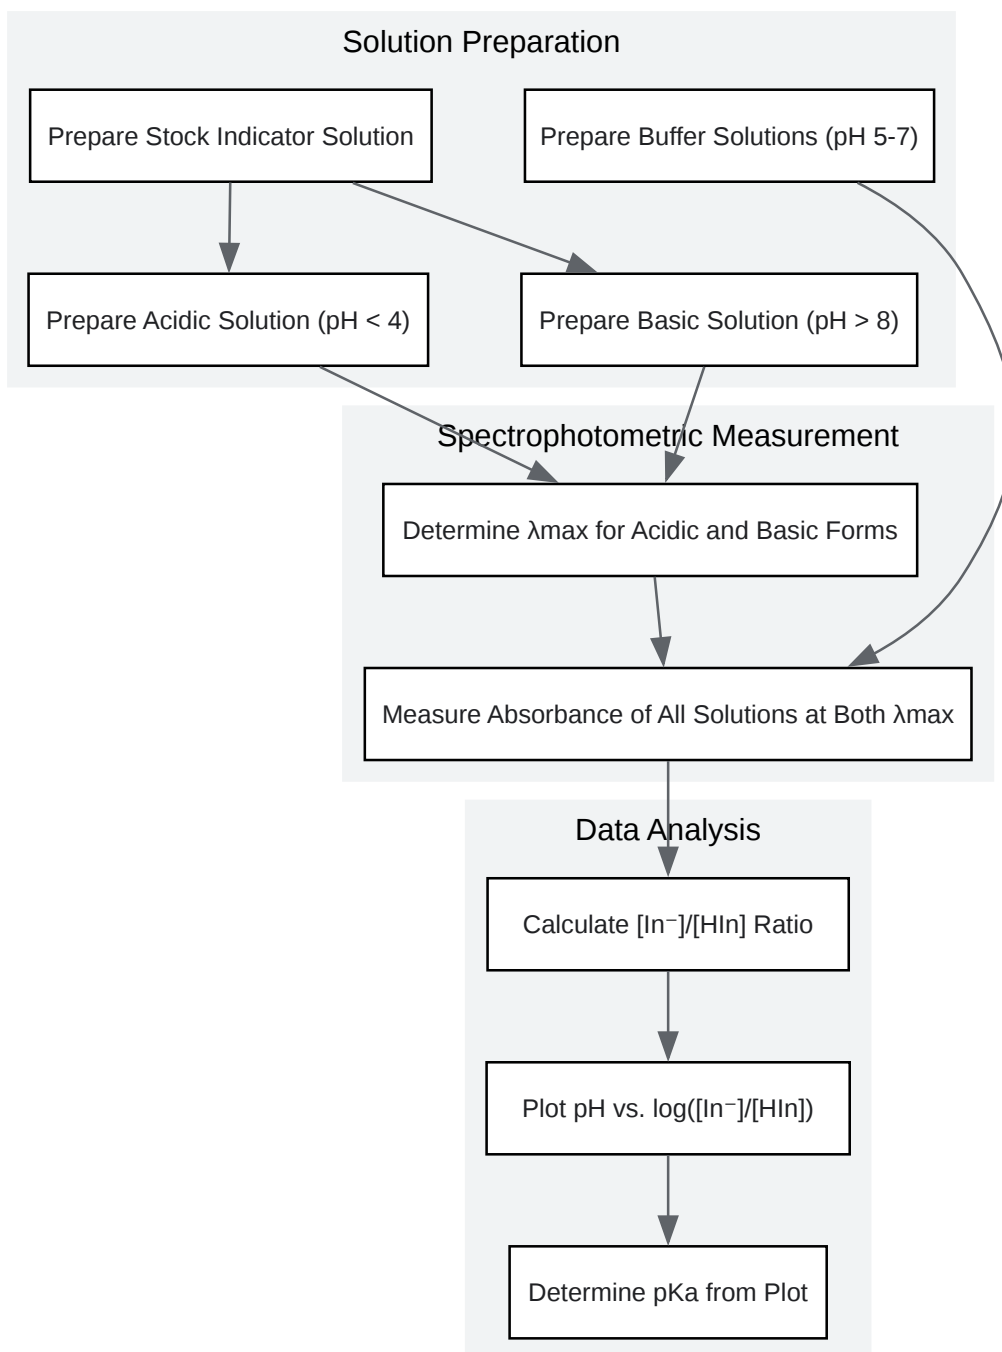 Solution Preparation
Prepare Stock Indicator Solution
Prepare Buffer Solutions (pH 5-7)
Prepare Acidic Solution (pH < 4)
Prepare Basic Solution (pH > 8)
Spectrophotometric Measurement
Determine λmax for Acidic and Basic Forms
Measure Absorbance of All Solutions at Both λmax
Data Analysis
Calculate [In⁻]/[HIn] Ratio
Plot pH vs. log([In⁻]/[HIn])
Determine pKa from Plot